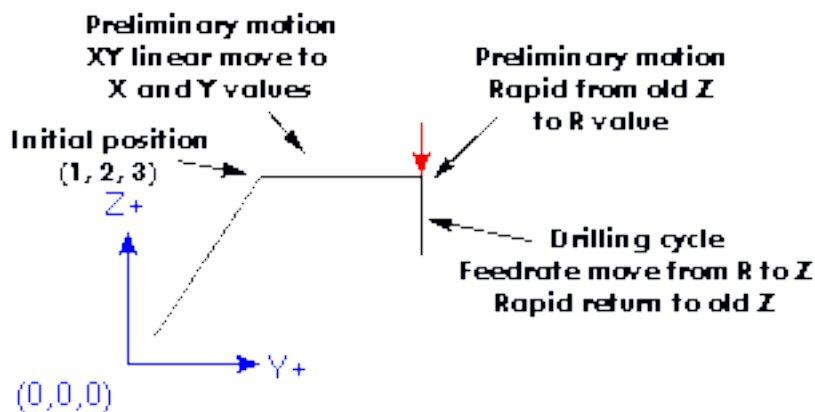 Preliminary motion
XY linear move to
X and Y values
Preliminary motion
Rapid from old Z
to R value
Initial position
(1, 2, 3)
Z+
Drilling cycle
Feedrate move from R to Z
Rapid return to old Z
Y+
(0,0,0)